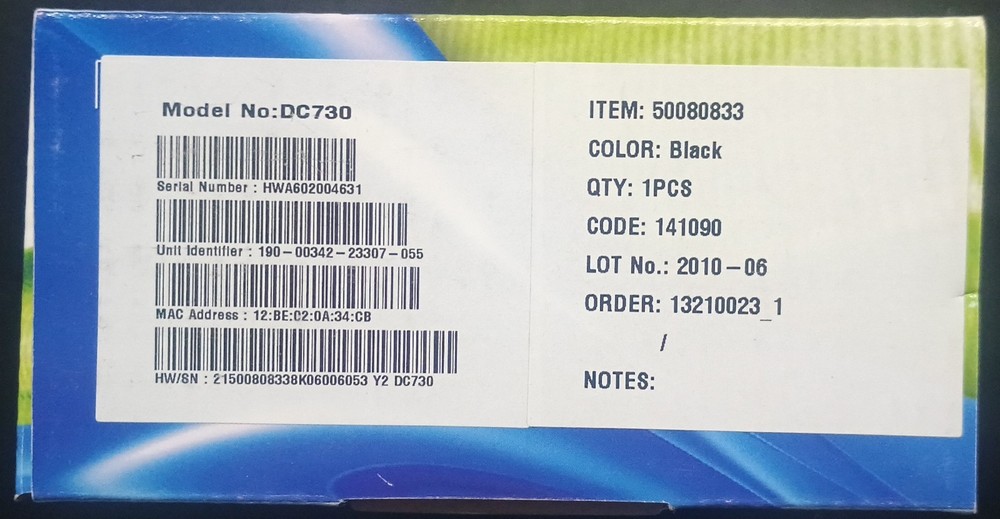 Model No:DC730
Serial Number : HWA602004631
Unit Identifier : 190-00342-23307-055
MAC Address : 12:BE:02:0A:34:CB
HW/SN : 21500808338K06006053 Y2 DC730
ITEM: 50080833
COLOR: Black
QTY: 1PCS
CODE: 141090
LOT No.: 2010-06
ORDER: 13210023_1
/
NOTES: